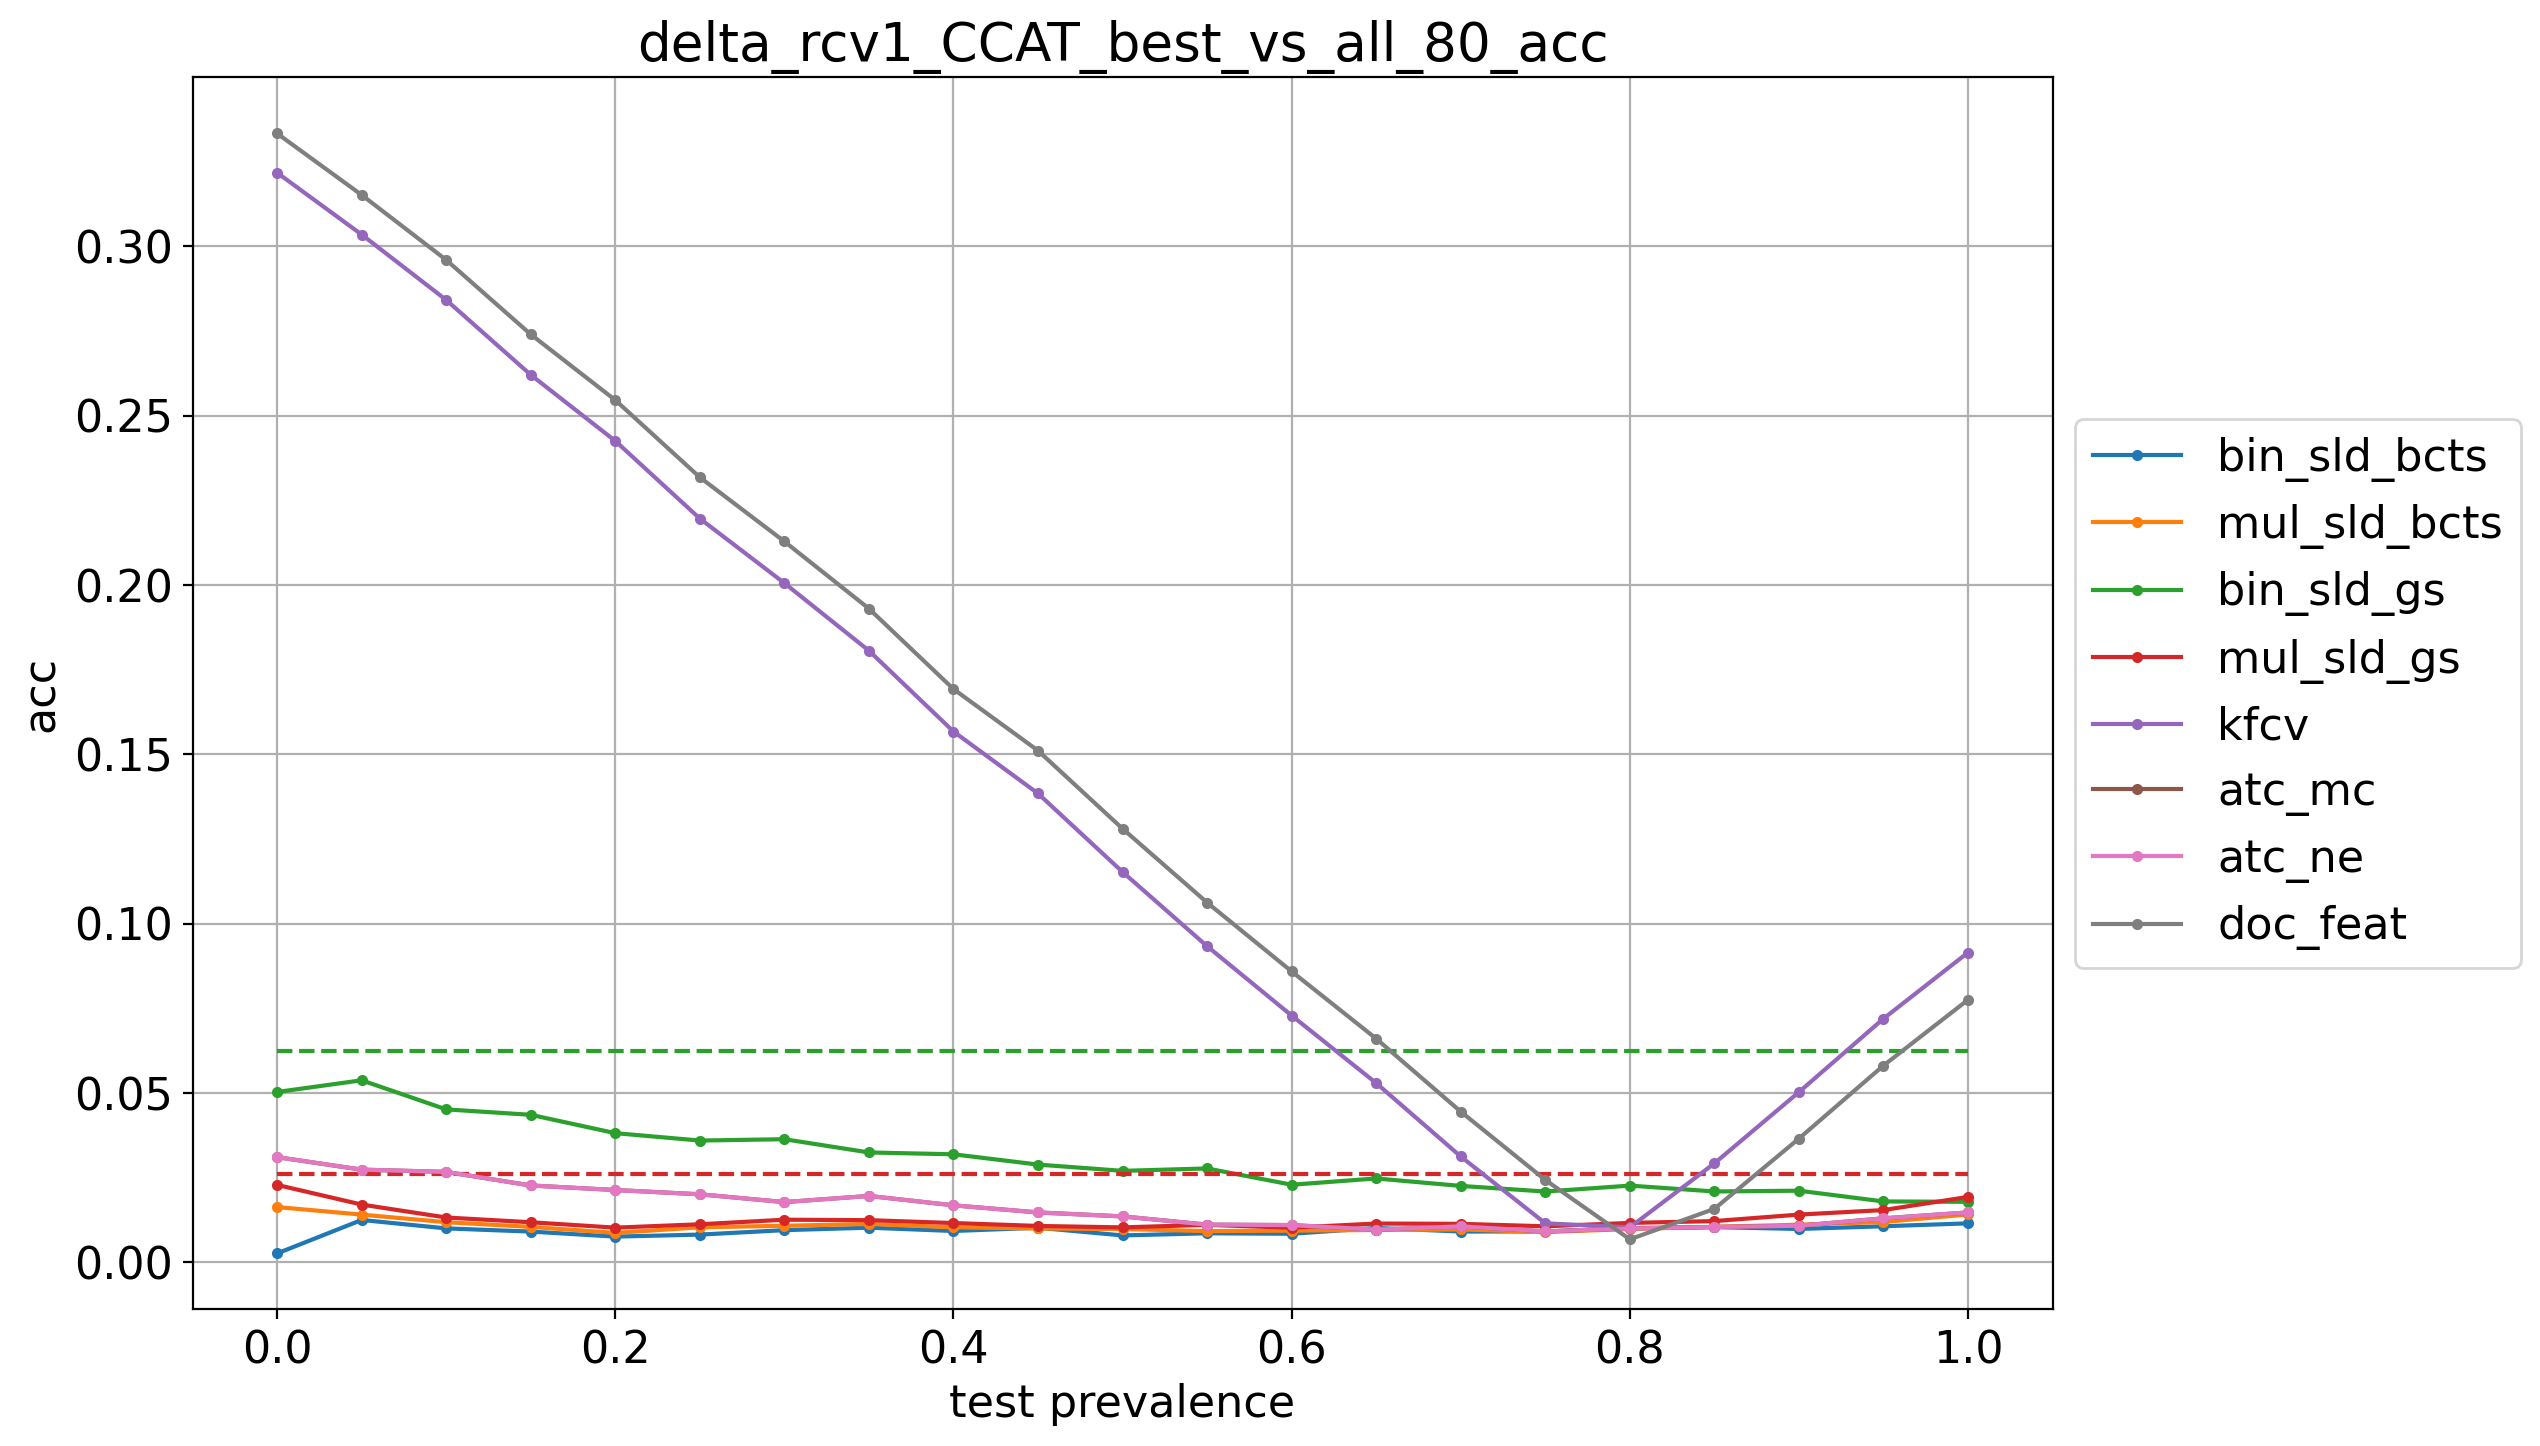 delta_rcv1_CCAT_best_vs_all_80_acc
acc
0.30
0.25
0.20
0.15
0.10
0.05
0.00
0.0 0.2 0.4 0.6 0.8 1.0
test prevalence
bin_sld_bcts
mul_sld_bcts
bin_sld_gs
mul_sld_gs
kfcv
atc_mc
atc_ne
doc_feat